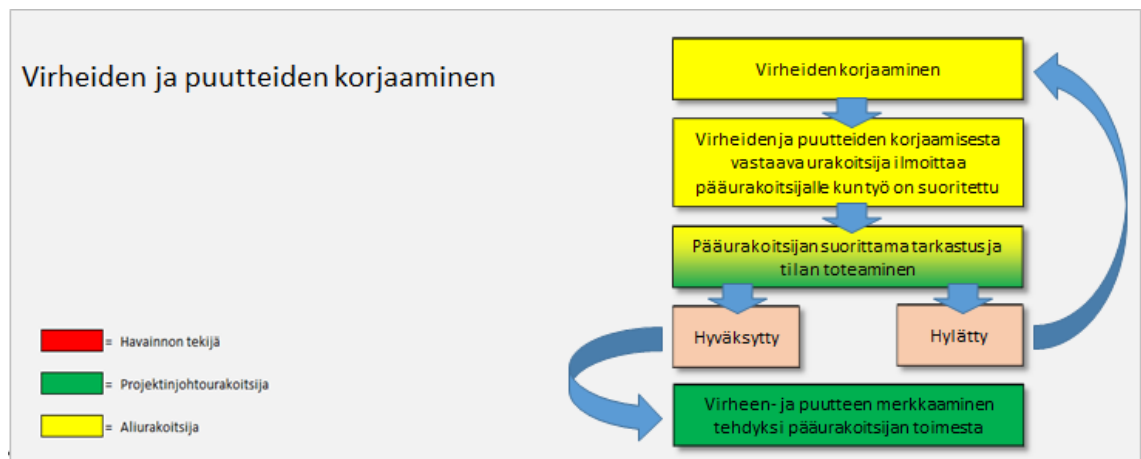 Virheiden ja puutteiden korjaaminen
Virheiden korjaaminen
Virheiden ja puutteiden korjaamisesta
vastaava urakoitsija ilmoittaa
pääurakoitsijalle kun työ on suoritettu
Pääurakoitsijan suorittama tarkastus ja
tilan toteaminen
Hyväksytty
Hylätty
Virheen- ja puutteen merkkaaminen
tehdyksi pääurakoitsijan toimesta
= Havainnon tekijä
= Projektinjohtourakoitsija
= Aliurakoitsija